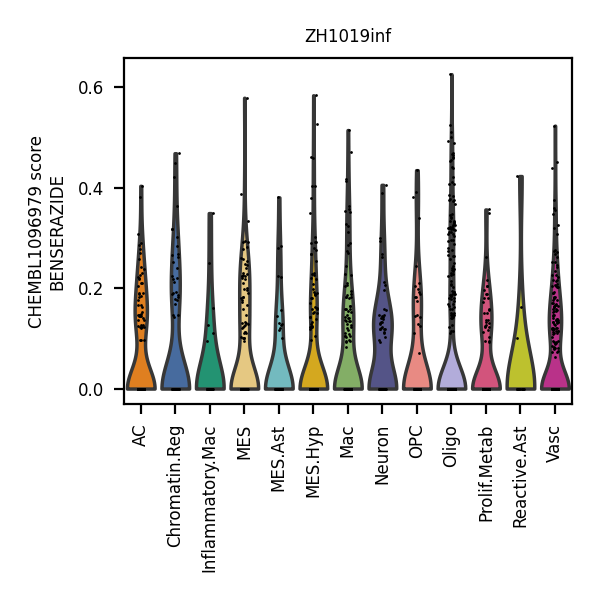 ZH1019inf
CHEMBL1096979 score
BENSERAZIDE
0.6
0.4
0.2
0.0
AC
Chromatin.Reg
Inflammatory.Mac
MES
MES.Ast
MES.Hyp
Mac
Neuron
OPC
Oligo
Prolif.Metab
Reactive.Ast
Vasc